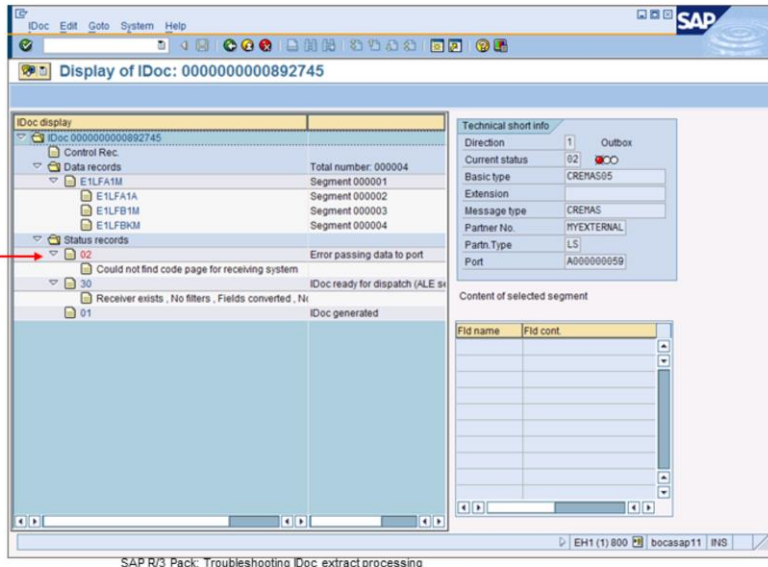 IDoc Edit Goto System Help
SAP
Display of IDoc: 0000000000892745
IDoc display
IDoc 0000000000892745
Control Rec.
Data records Total number: 000004
E1LFA1M Segment 000001
E1LFA1A Segment 000002
E1LFB1M Segment 000003
E1LFBKM Segment 000004
Status records
02 Error passing data to port
Could not find code page for receiving system
30 IDoc ready for dispatch (ALE se
Receiver exists , No filters , Fields converted , No
01 IDoc generated
Technical short info
Direction 1 Outbox
Current status 02
Basic type CREMAS05
Extension
Message type CREMAS
Partner No. MYEXTERNAL
Partn.Type LS
Port A000000059
Content of selected segment
Fld name Fld cont.
EH1 (1) 800 bocasap11 INS
SAP R/3 Pack: Troubleshooting IDoc extract processing